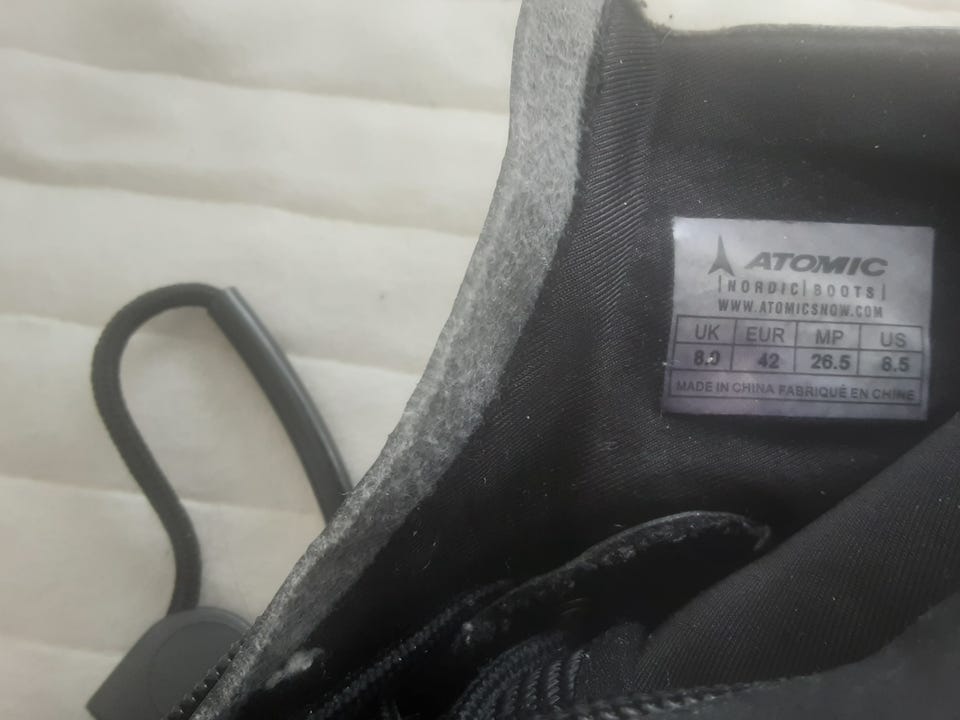 ATOMIC
|NORDIC|BOOTS|
WWW.ATOMICSNOW.COM
UK EUR MP US
8.0 42 26.5 8.5
MADE IN CHINA FABRIQUÉ EN CHINE